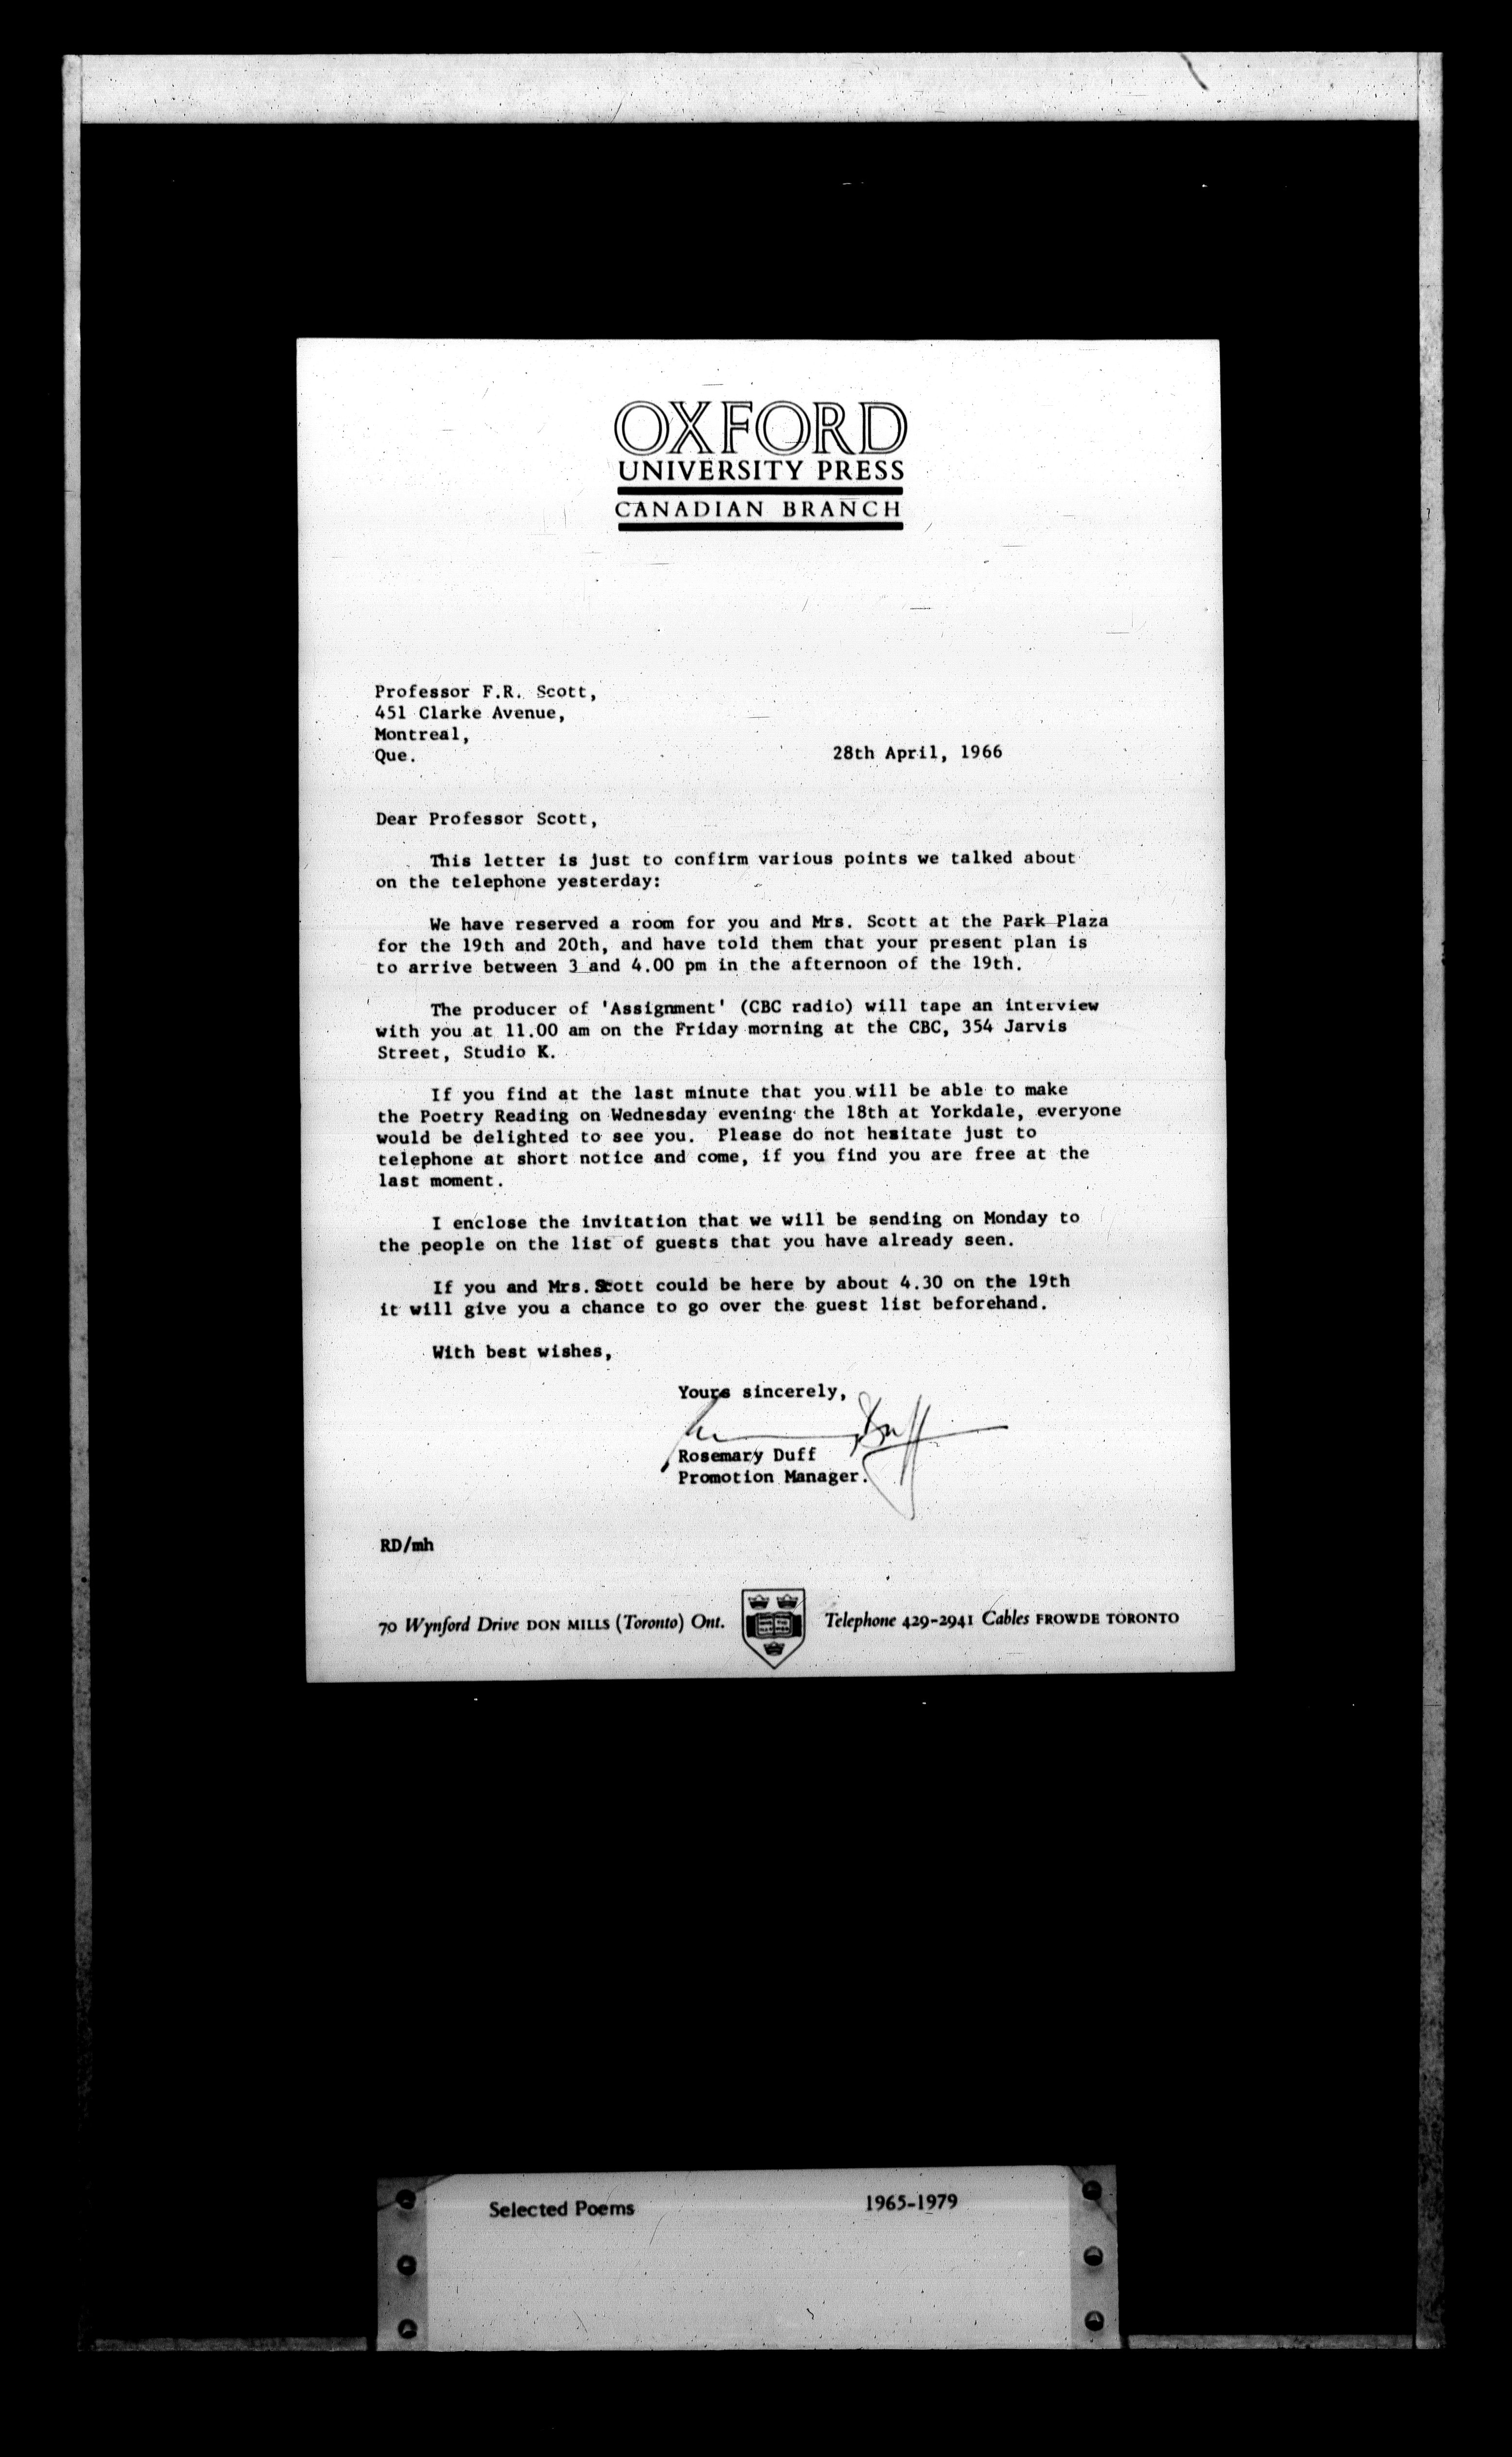 OXFORD
UNIVERSITY PRESS
CANADIAN BRANCH
Professor F.R. Scott,
451 Clarke Avenue,
Montreal,
Que.
28th April, 1966
Dear Professor Scott,
This letter is just to confirm various points we talked about
on the telephone yesterday:
We have reserved a room for you and Mrs. Scott at the Park Plaza
for the 19th and 20th, and have told them that your present plan is
to arrive between 3 and 4.00 pm in the afternoon of the 19th.
The producer of 'Assignment' (CBC radio) will tape an interview
with you at 11.00 am on the Friday morning at the CBC, 354 Jarvis
Street, Studio K.
If you find at the last minute that you will be able to make
the Poetry Reading on Wednesday evening the 18th at Yorkdale, everyone
would be delighted to see you. Please do not hesitate just to
telephone at short notice and come, if you find you are free at the
last moment.
I enclose the invitation that we will be sending on Monday to
the people on the list of guests that you have already seen.
If you and Mrs. Scott could be here by about 4.30 on the 19th
it will give you a chance to go over the guest list beforehand.
With best wishes,
Yours sincerely,
Duff
Rosemary Duff
Promotion Manager.
RD/mh
70 Wynford Drive DON MILLS (Toronto) Ont.
Telephone 429-2941 Cables FROWDE TORONTO
Selected Poems
1965-1979